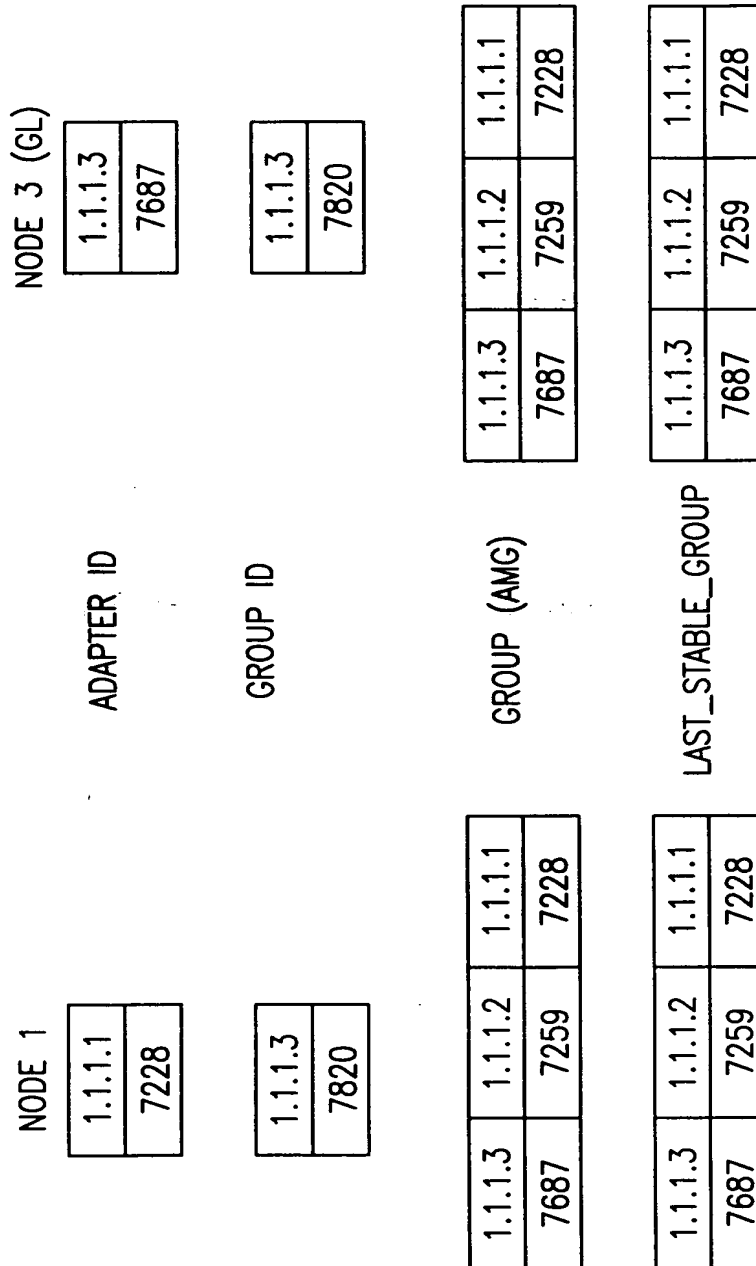 NODE 1
NODE 3 (GL)
1.1.1.1
7228
ADAPTER ID
1.1.1.3
7687
1.1.1.3
7820
GROUP ID
1.1.1.3
7820
1.1.1.3 1.1.1.2 1.1.1.1
7687 7259 7228
GROUP (AMG)
1.1.1.3 1.1.1.2 1.1.1.1
7687 7259 7228
1.1.1.3 1.1.1.2 1.1.1.1
7687 7259 7228
LAST_STABLE_GROUP
1.1.1.3 1.1.1.2 1.1.1.1
7687 7259 7228